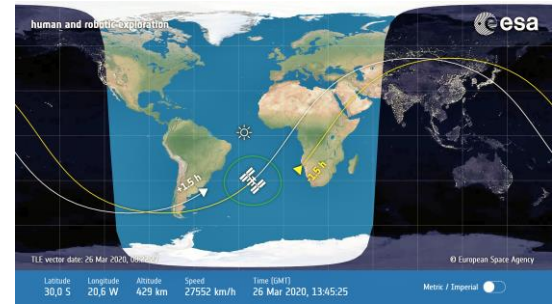 human and robotic exploration
esa
+1.5 h
-1.5 h
TLE vector date: 26 Mar 2020,
© European Space Agency
Latitude Longitude Altitude Speed Time (GMT)
30,0 S 20,6 W 429 km 27552 km/h 26 Mar 2020, 13:45:25
Metric / Imperial